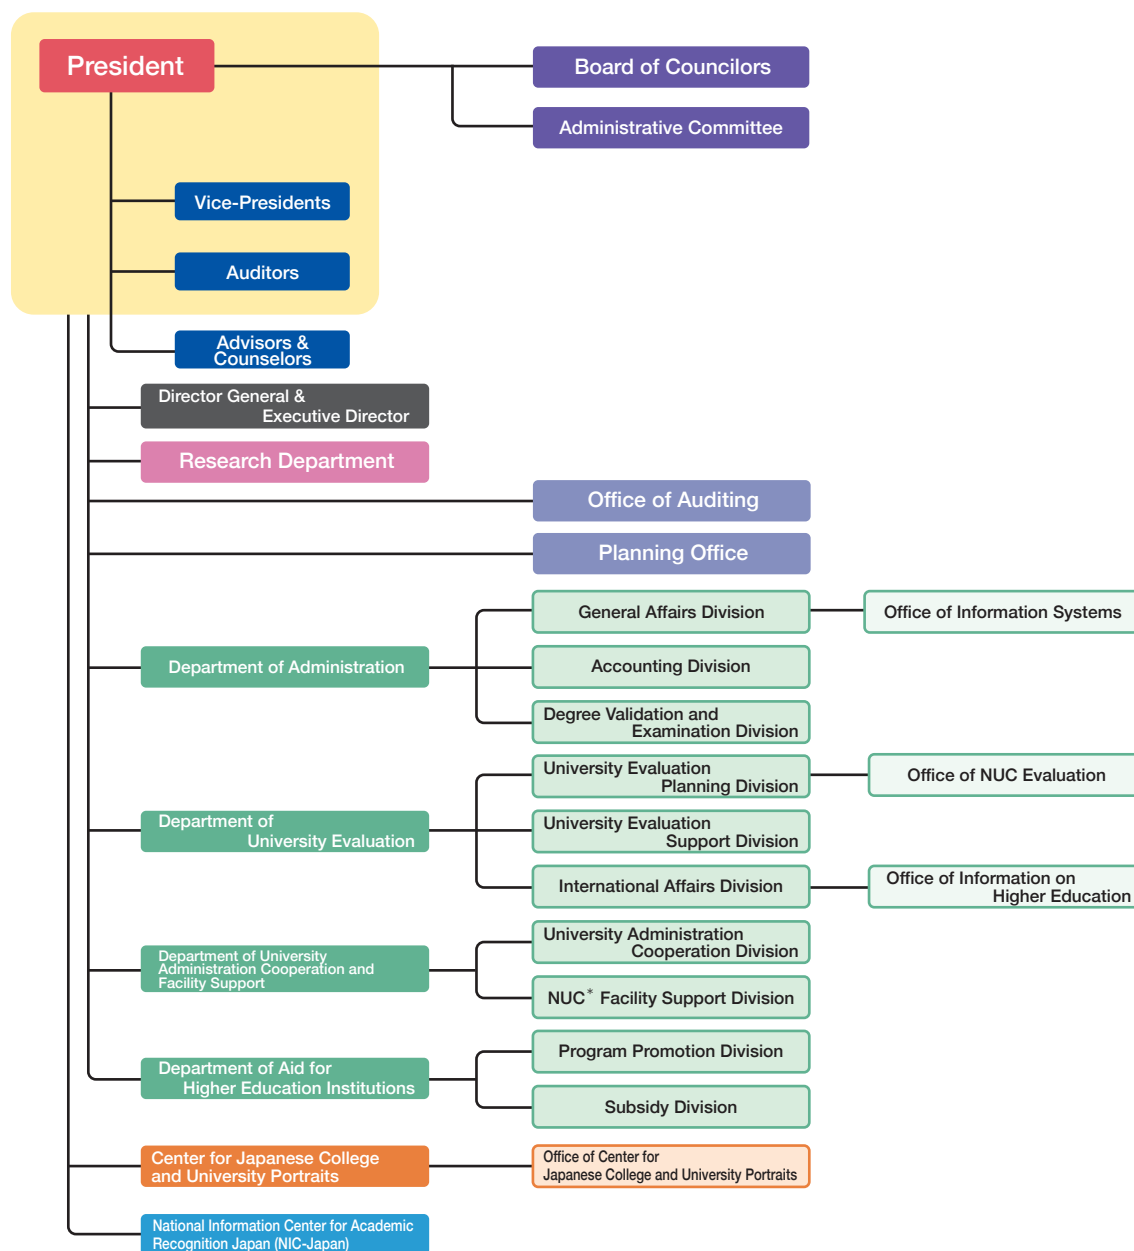 President
Board of Councilors
Administrative Committee
Vice-Presidents
Auditors
Advisors &
Counselors
Director General &
Executive Director
Research Department
Office of Auditing
Planning Office
General Affairs Division
Office of Information Systems
Department of Administration
Accounting Division
Degree Validation and
Examination Division
University Evaluation
Planning Division
Office of NUC Evaluation
Department of
University Evaluation
University Evaluation
Support Division
International Affairs Division
Office of Information on
Higher Education
University Administration
Cooperation Division
Department of University
Administration Cooperation and
Facility Support
NUC* Facility Support Division
Program Promotion Division
Department of Aid for
Higher Education Institutions
Subsidy Division
Center for Japanese College
and University Portraits
Office of Center for
Japanese College and University Portraits
National Information Center for Academic
Recognition Japan (NIC-Japan)